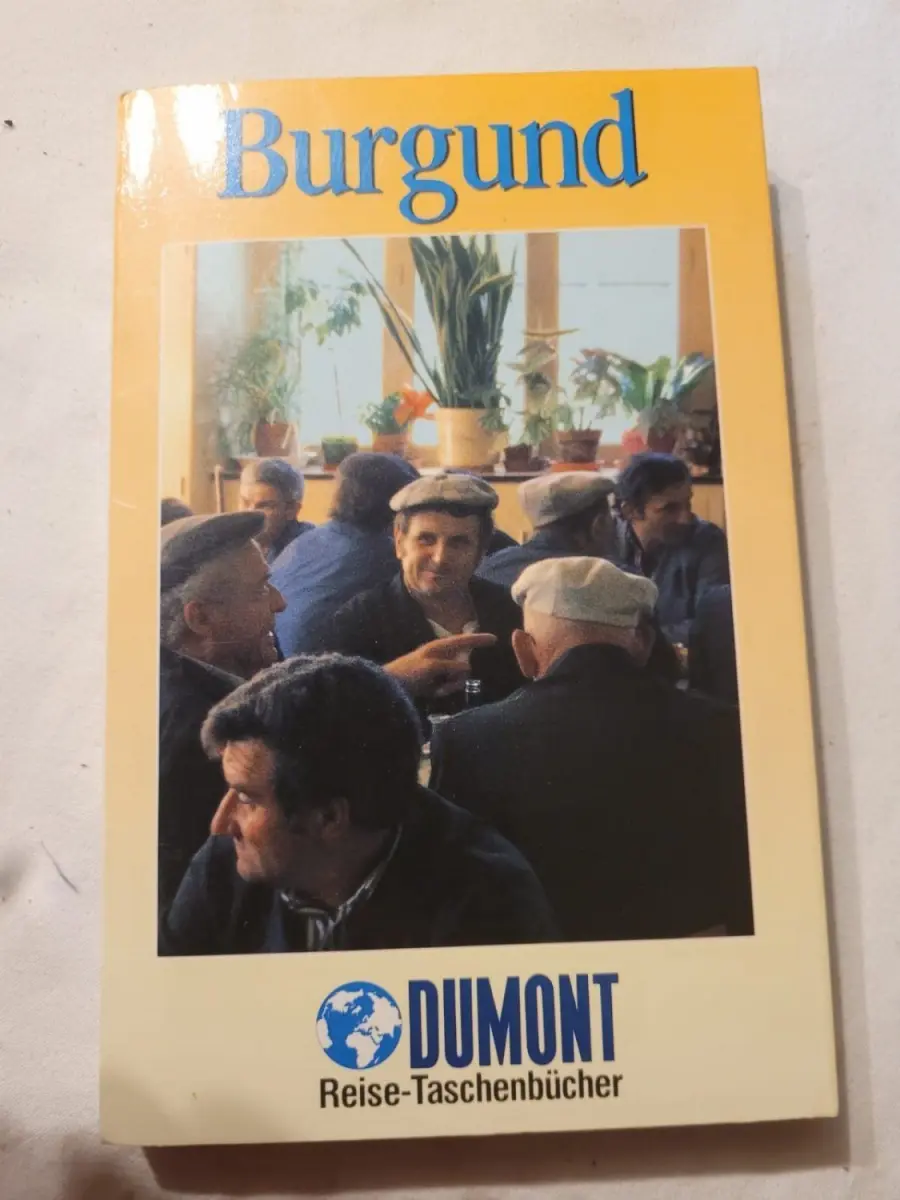 Burgund
DUMONT
Reise-Taschenbücher